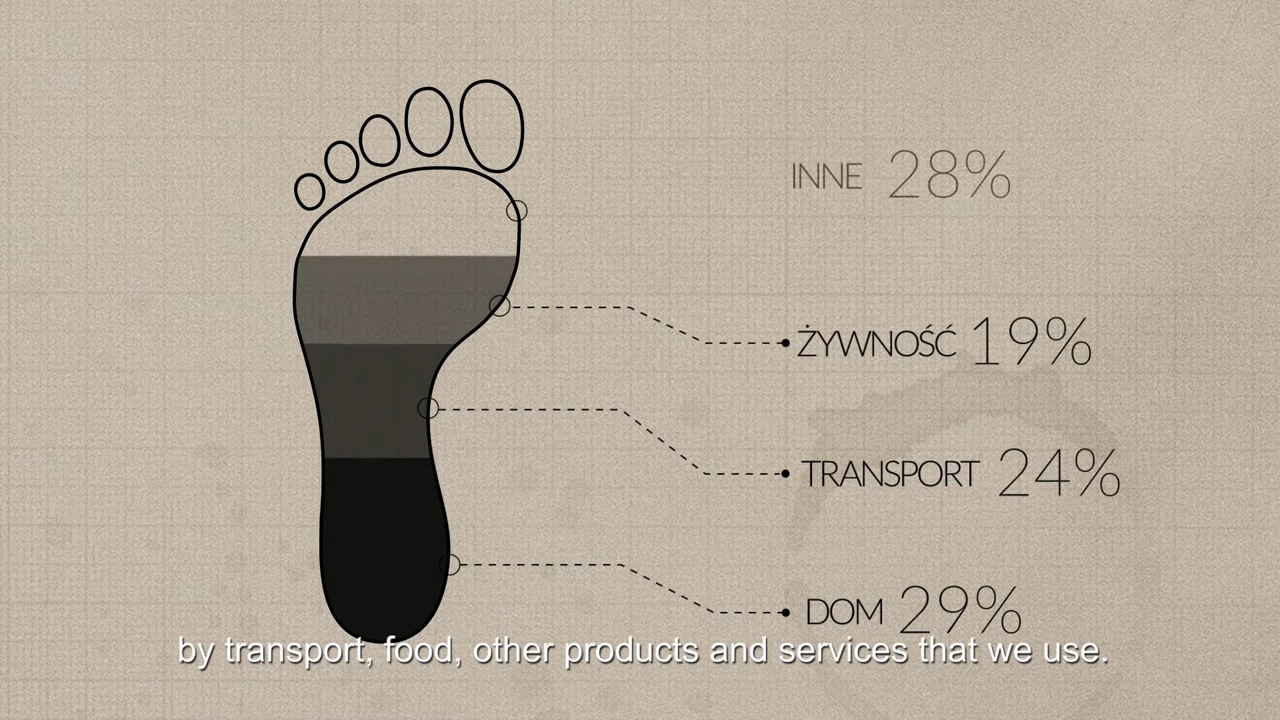 INNE 28%
ŻYWNOŚĆ 19%
TRANSPORT 24%
DOM 29%
by transport, food, other products and services that we use.